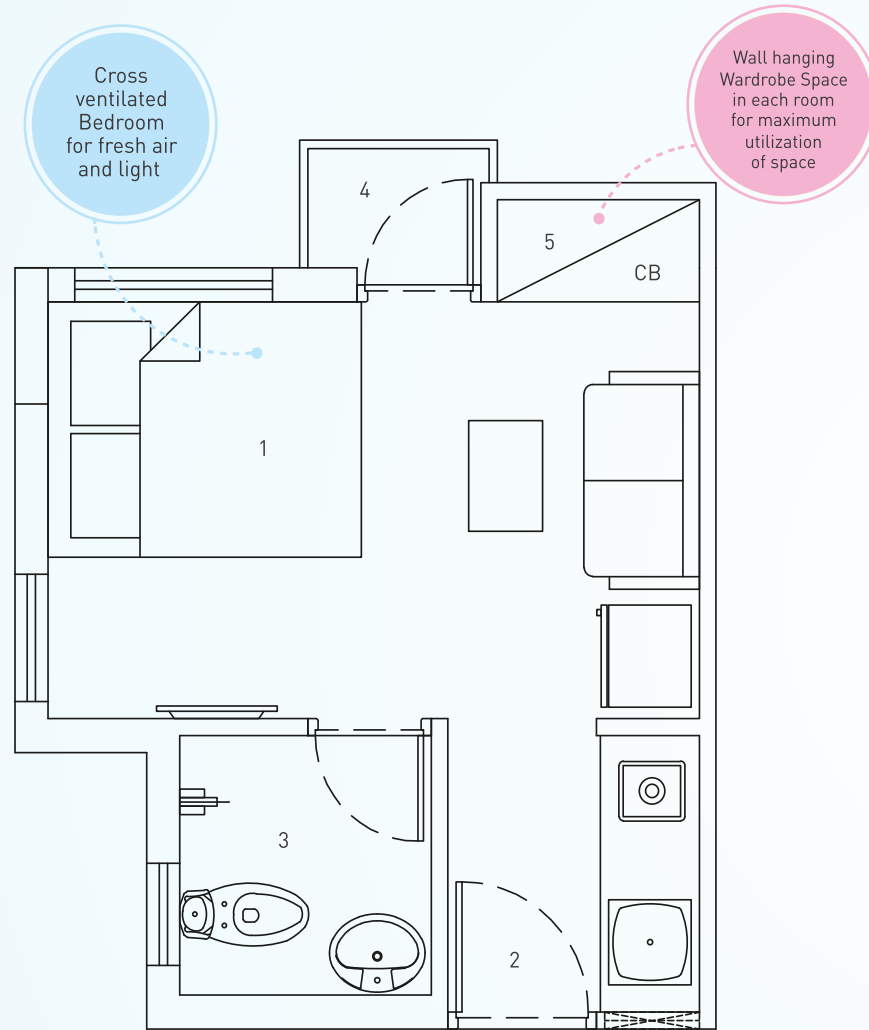 Cross
ventilated
Bedroom
for fresh air
and light
Wall hanging
Wardrobe Space
in each room
for maximum
utilization
of space
4
5
CB
1
3
2